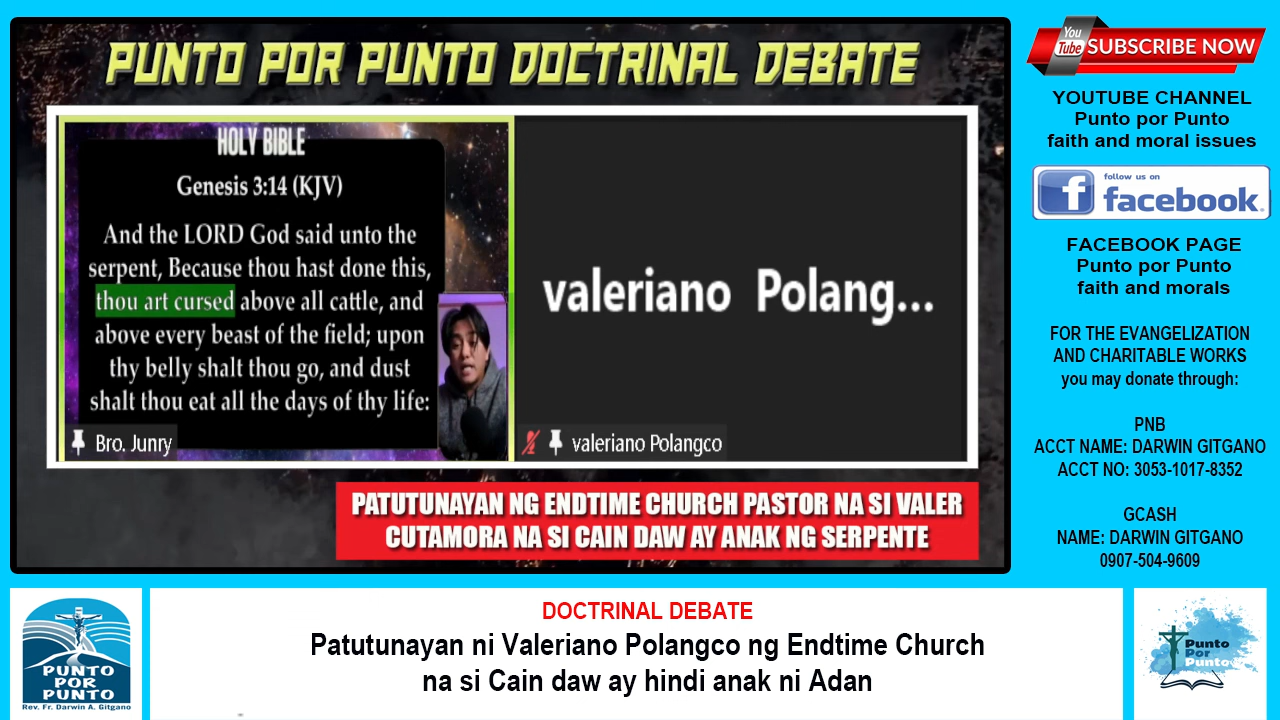 PUNTO POR PUNTO DOCTRINAL DEBATE
HOLY BIBLE
Genesis 3:14 (KJV)
And the LORD God said unto the
serpent, Because thou hast done this,
thou art cursed above all cattle, and
above every beast of the field; upon
thy belly shalt thou go, and dust
shalt thou eat all the days of thy life:
Bro. Junry
valeriano Polang...
valeriano Polangco
PATUTUNAYAN NG ENDTIME CHURCH PASTOR NA SI VALER
CUTAMORA NA SI CAIN DAW AY ANAK NG SERPENTE
You
Tube
SUBSCRIBE NOW
YOUTUBE CHANNEL
Punto por Punto
faith and moral issues
follow us on
facebook.
FACEBOOK PAGE
Punto por Punto
faith and morals
FOR THE EVANGELIZATION
AND CHARITABLE WORKS
you may donate through:
PNB
ACCT NAME: DARWIN GITGANO
ACCT NO: 3053-1017-8352
GCASH
NAME: DARWIN GITGANO
0907-504-9609
PUNTO
POR
PUNTO
Rev. Fr. Darwin A. Gitgano
DOCTRINAL DEBATE
Patutunayan ni Valeriano Polangco ng Endtime Church
na si Cain daw ay hindi anak ni Adan
Punto
Por
Punto